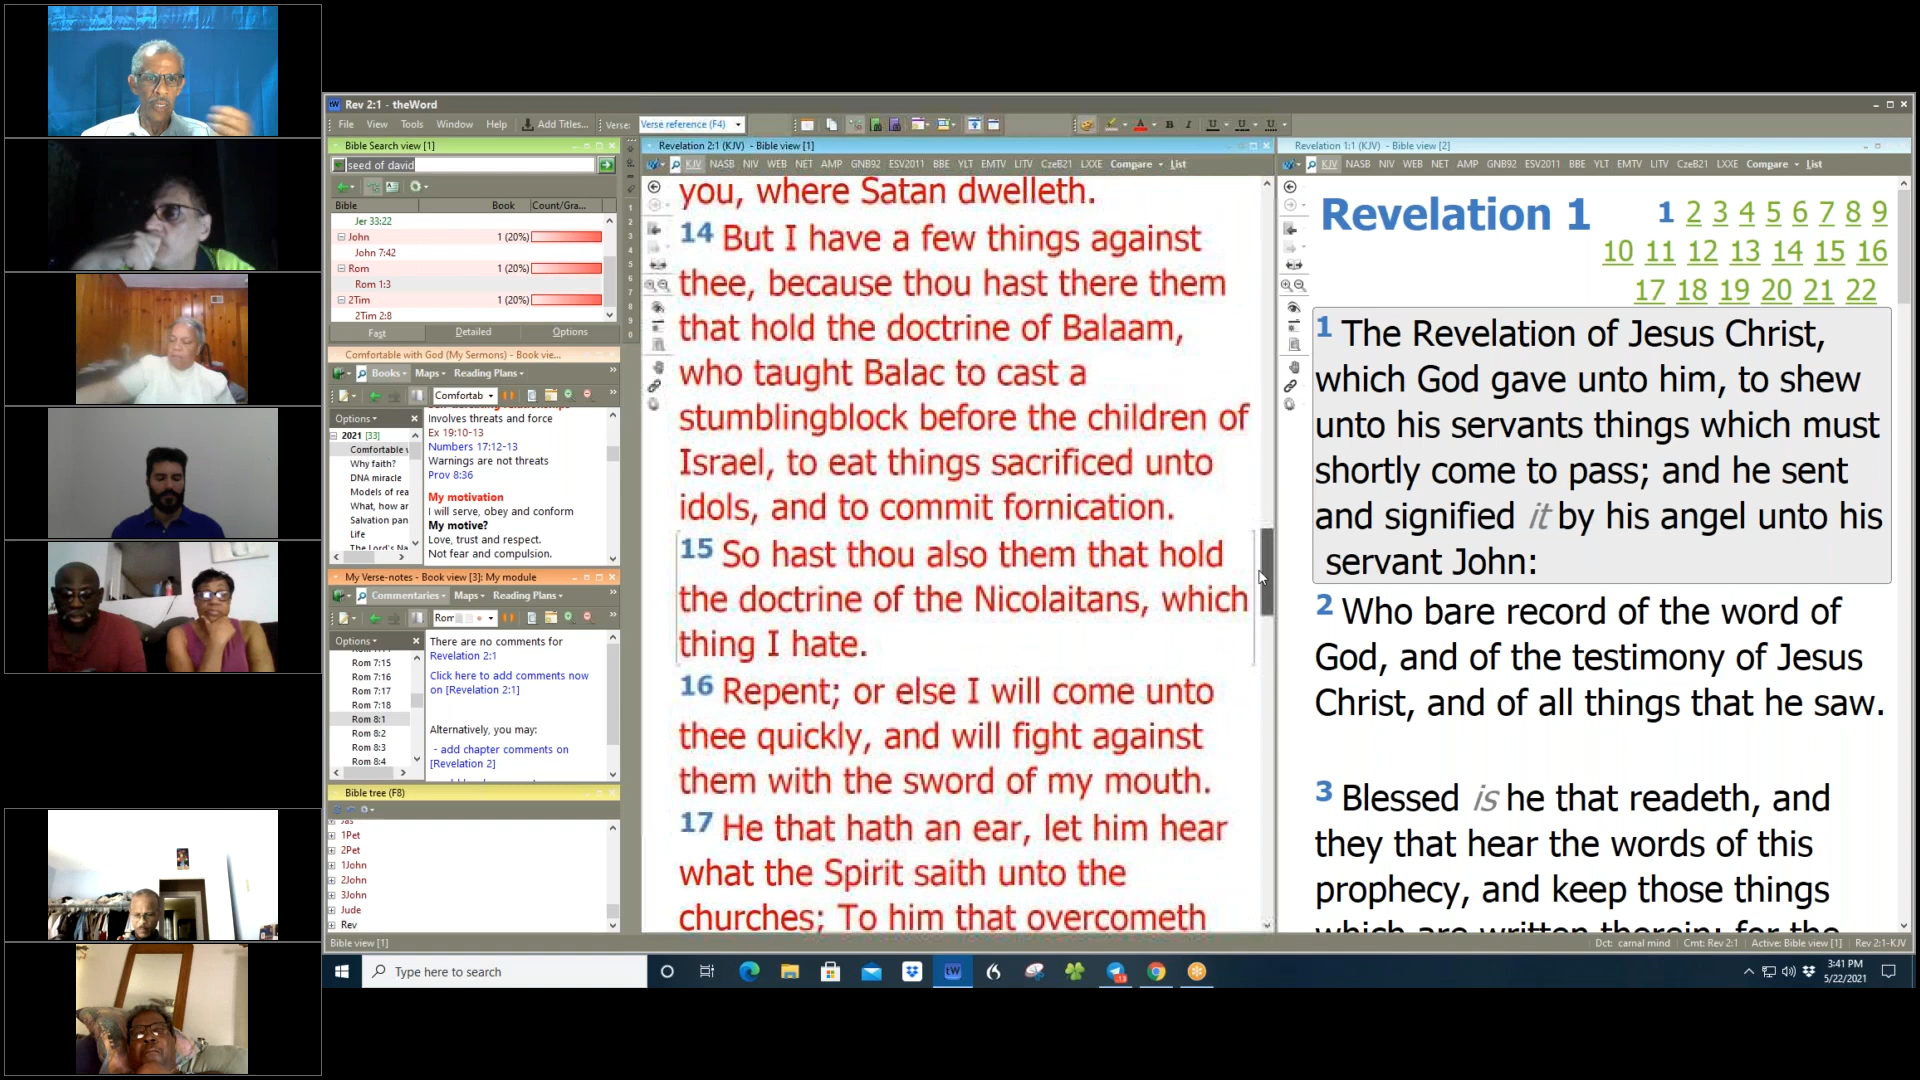 Rev 2:1 - theWord
File View Tools Window Help Add Titles... Verse: Verse reference (F4)
Bible Search view [1]
seed of david
Bible Book Count/Gra...
Jer 33:22
John 1 (20%)
John 7:42
Rom 1 (20%)
Rom 1:3
2Tim 1 (20%)
2Tim 2:8
Fast Detailed Options
Comfortable with God (My Sermons) - Book vie...
Books Maps Reading Plans
Comfortab
Options
2021 [33]
Comfortable
Why faith?
DNA miracle
Models of rea
What, how ar
Salvation pan
Life
The Lord's Na
Involves threats and force
Ex 19:10-13
Numbers 17:12-13
Warnings are not threats
Prov 8:36
My motivation
I will serve, obey and conform
My motive?
Love, trust and respect.
Not fear and compulsion.
My Verse-notes - Book view [3]: My module
Commentaries Maps Reading Plans
Rom
Options
Rom 7:15
Rom 7:16
Rom 7:17
Rom 7:18
Rom 8:1
Rom 8:2
Rom 8:3
Rom 8:4
There are no comments for
Revelation 2:1
Click here to add comments now
on [Revelation 2:1]
Alternatively, you may:
- add chapter comments on
[Revelation 2]
Bible tree (F8)
Jas
1Pet
2Pet
1John
2John
3John
Jude
Rev
Bible view [1]
Revelation 2:1 (KJV) - Bible view [1]
KJV NASB NIV WEB NET AMP GNB92 ESV2011 BBE YLT EMTV LITV CzeB21 LXXE Compare List
you, where Satan dwelleth.
14 But I have a few things against
thee, because thou hast there them
that hold the doctrine of Balaam,
who taught Balac to cast a
stumblingblock before the children of
Israel, to eat things sacrificed unto
idols, and to commit fornication.
15 So hast thou also them that hold
the doctrine of the Nicolaitans, which
thing I hate.
16 Repent; or else I will come unto
thee quickly, and will fight against
them with the sword of my mouth.
17 He that hath an ear, let him hear
what the Spirit saith unto the
churches; To him that overcometh
Revelation 1:1 (KJV) - Bible view [2]
KJV NASB NIV WEB NET AMP GNB92 ESV2011 BBE YLT EMTV LITV CzeB21 LXXE Compare List
Revelation 1 1 2 3 4 5 6 7 8 9
10 11 12 13 14 15 16
17 18 19 20 21 22
1 The Revelation of Jesus Christ,
which God gave unto him, to shew
unto his servants things which must
shortly come to pass; and he sent
and signified it by his angel unto his
servant John:
2 Who bare record of the word of
God, and of the testimony of Jesus
Christ, and of all things that he saw.
3 Blessed is he that readeth, and
they that hear the words of this
prophecy, and keep those things
which are written therein: for the
Dct: carnal mind Cmt: Rev 2:1 Active: Bible view [1] Rev 2:1-KJV
Type here to search
3:41 PM
5/22/2021